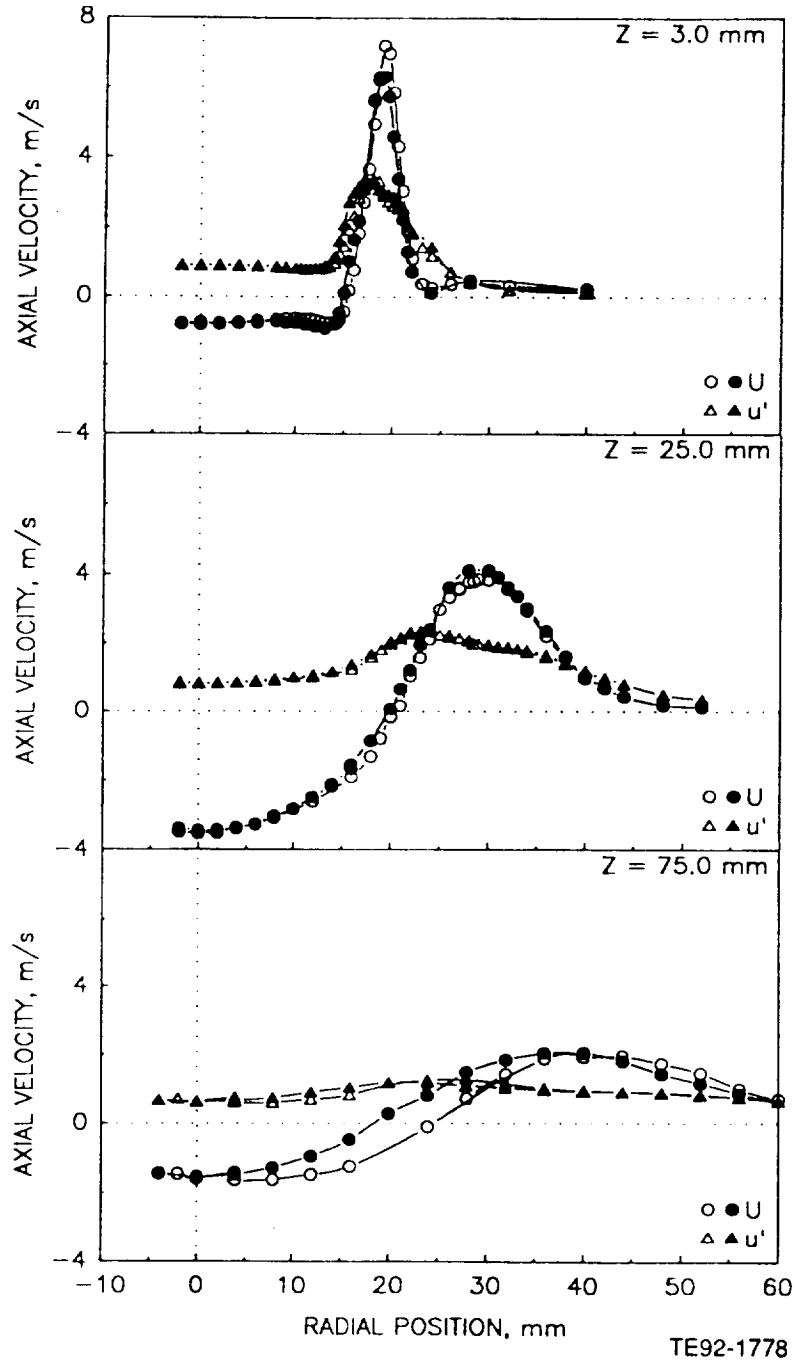 8
Z = 3.0 mm
4
AXIAL VELOCITY, m/s
0
U
u'
−4
Z = 25.0 mm
4
AXIAL VELOCITY, m/s
0
U
u'
−4
Z = 75.0 mm
4
AXIAL VELOCITY, m/s
0
U
u'
−4
−10 0 10 20 30 40 50 60
RADIAL POSITION, mm
TE92-1778